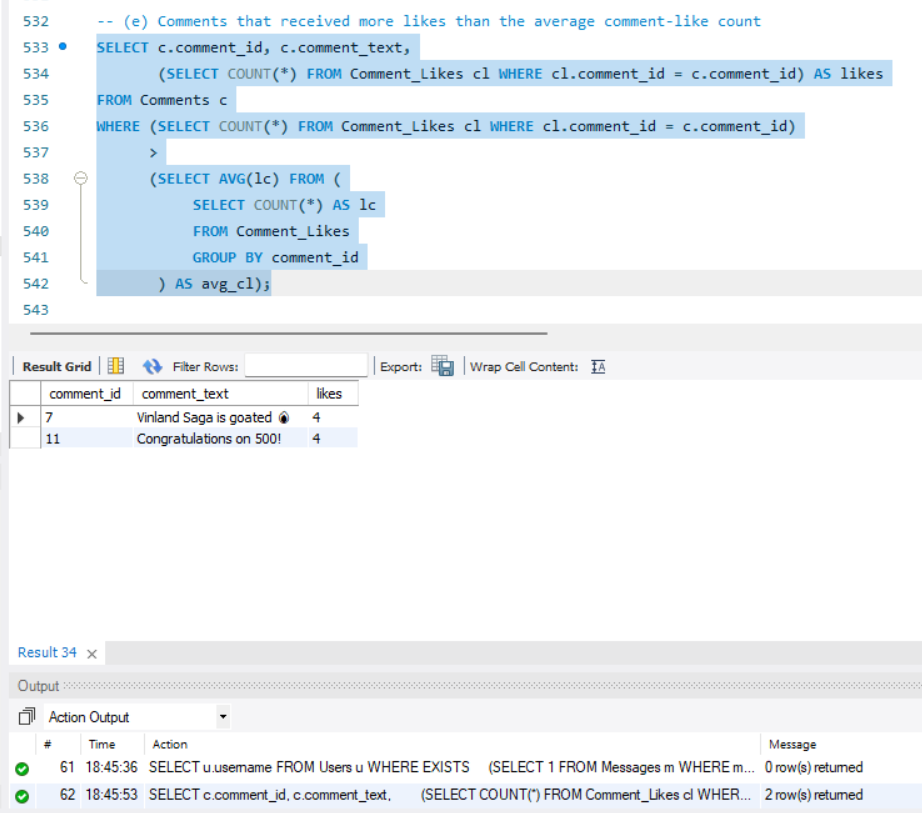 532 -- (e) Comments that received more likes than the average comment-like count
533 SELECT c.comment_id, c.comment_text,
534 (SELECT COUNT(*) FROM Comment_Likes cl WHERE cl.comment_id = c.comment_id) AS likes
535 FROM Comments c
536 WHERE (SELECT COUNT(*) FROM Comment_Likes cl WHERE cl.comment_id = c.comment_id)
537 >
538 (SELECT AVG(lc) FROM (
539 SELECT COUNT(*) AS lc
540 FROM Comment_Likes
541 GROUP BY comment_id
542 ) AS avg_cl);
543
Result Grid Filter Rows: Export: Wrap Cell Content: IA
comment_id comment_text likes
7 Vinland Saga is goated 4
11 Congratulations on 500! 4
Result 34 ×
Output
Action Output
# Time Action Message
61 18:45:36 SELECT u.username FROM Users u WHERE EXISTS (SELECT 1 FROM Messages m WHERE m... 0 row(s) returned
62 18:45:53 SELECT c.comment_id, c.comment_text, (SELECT COUNT(*) FROM Comment_Likes cl WHER... 2 row(s) returned